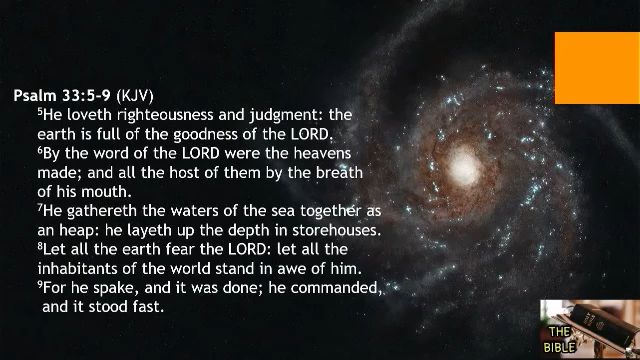 Psalm 33:5-9 (KJV)
⁵He loveth righteousness and judgment: the
earth is full of the goodness of the LORD.
⁶By the word of the LORD were the heavens
made; and all the host of them by the breath
of his mouth.
⁷He gathereth the waters of the sea together as
an heap: he layeth up the depth in storehouses.
⁸Let all the earth fear the LORD: let all the
inhabitants of the world stand in awe of him.
⁹For he spake, and it was done; he commanded,
and it stood fast.
THE
BIBLE